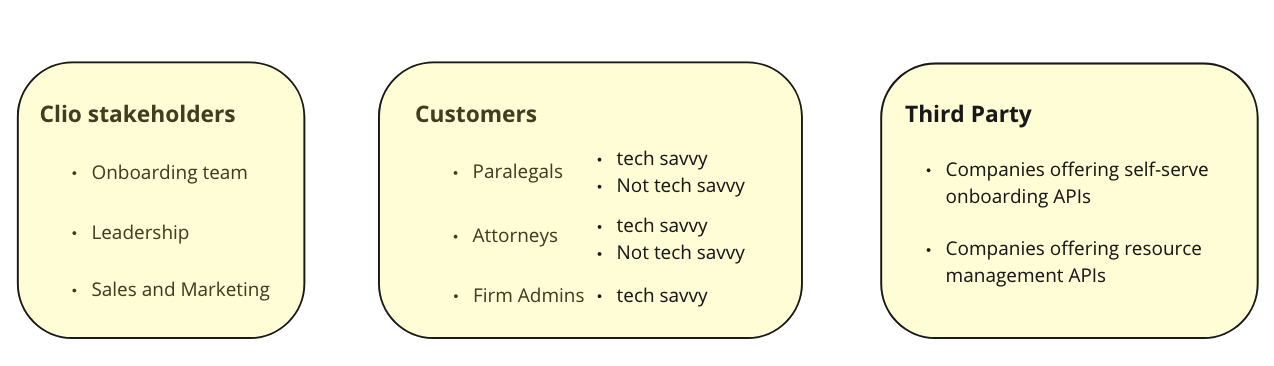 Clio stakeholders
• Onboarding team
• Leadership
• Sales and Marketing
Customers
• Paralegals
• tech savvy
• Not tech savvy
• Attorneys
• tech savvy
• Not tech savvy
• Firm Admins • tech savvy
Third Party
• Companies offering self-serve
onboarding APIs
• Companies offering resource
management APIs